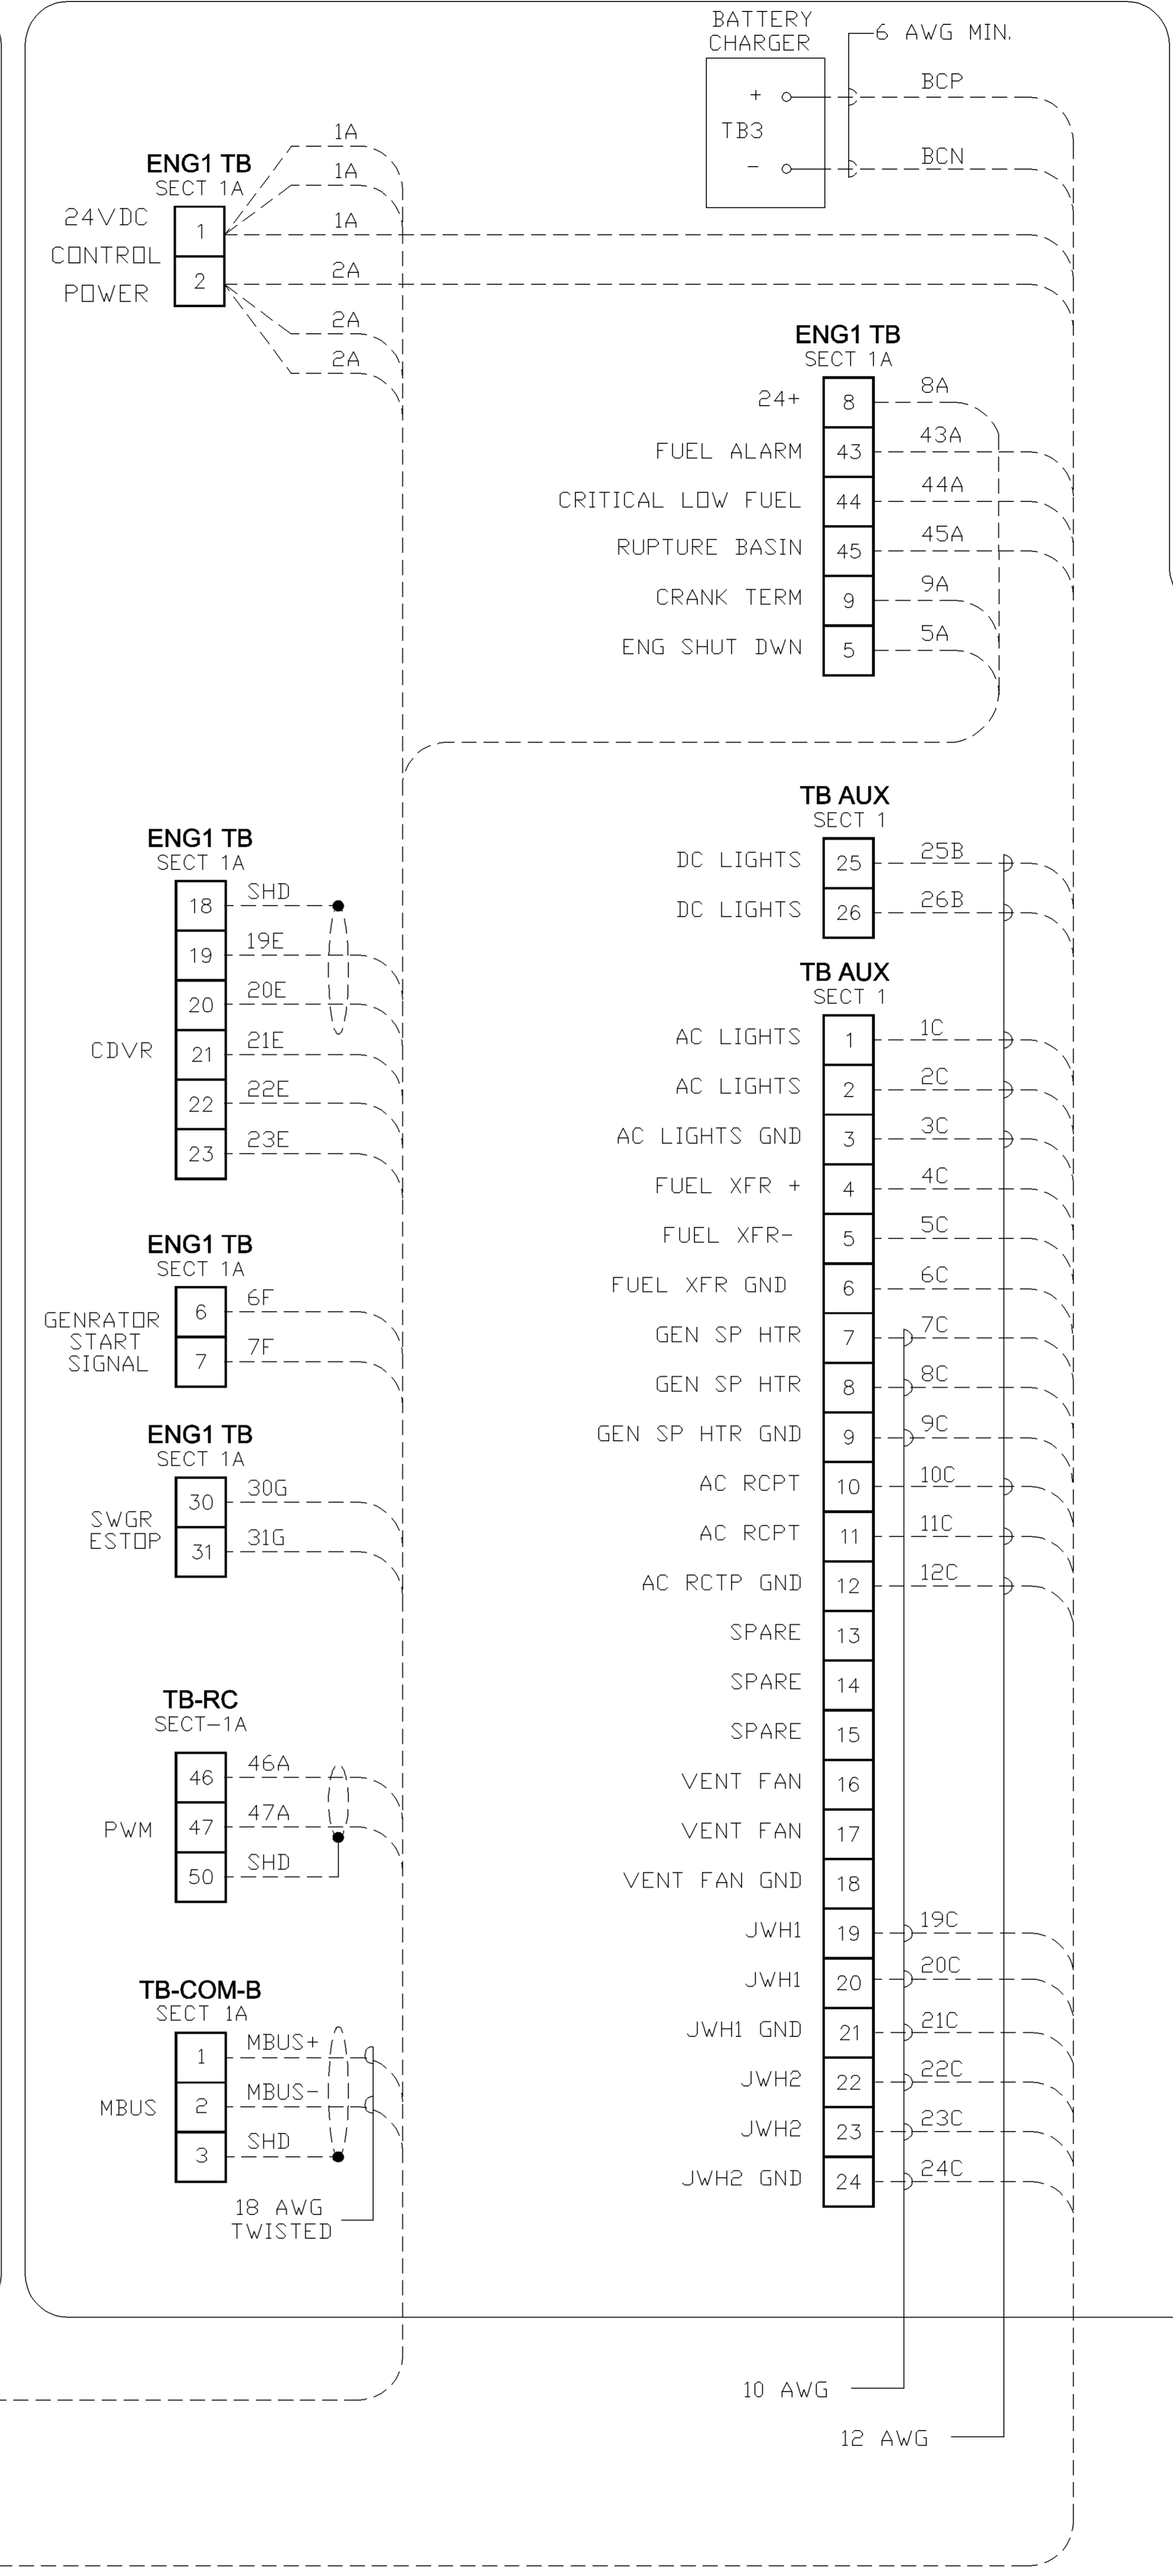 BATTERY
CHARGER
6 AWG MIN.
+
BCP
TB3
-
BCN
ENG1 TB
SECT 1A
24VDC
CONTROL
POWER
1
2
1A
1A
1A
2A
2A
2A
ENG1 TB
SECT 1A
24+ 8 8A
FUEL ALARM 43 43A
CRITICAL LOW FUEL 44 44A
RUPTURE BASIN 45 45A
CRANK TERM 9 9A
ENG SHUT DWN 5 5A
ENG1 TB
SECT 1A
CDVR
18 SHD
19 19E
20 20E
21 21E
22 22E
23 23E
ENG1 TB
SECT 1A
GENRATOR
START
SIGNAL
6 6F
7 7F
ENG1 TB
SECT 1A
SWGR
ESTOP
30 30G
31 31G
TB-RC
SECT-1A
PWM
46 46A
47 47A
50 SHD
TB-COM-B
SECT 1A
MBUS
1 MBUS+
2 MBUS-
3 SHD
18 AWG
TWISTED
TB AUX
SECT 1
DC LIGHTS 25 25B
DC LIGHTS 26 26B
TB AUX
SECT 1
AC LIGHTS 1 1C
AC LIGHTS 2 2C
AC LIGHTS GND 3 3C
FUEL XFR + 4 4C
FUEL XFR- 5 5C
FUEL XFR GND 6 6C
GEN SP HTR 7 7C
GEN SP HTR 8 8C
GEN SP HTR GND 9 9C
AC RCPT 10 10C
AC RCPT 11 11C
AC RCTP GND 12 12C
SPARE 13
SPARE 14
SPARE 15
VENT FAN 16
VENT FAN 17
VENT FAN GND 18
JWH1 19 19C
JWH1 20 20C
JWH1 GND 21 21C
JWH2 22 22C
JWH2 23 23C
JWH2 GND 24 24C
10 AWG
12 AWG